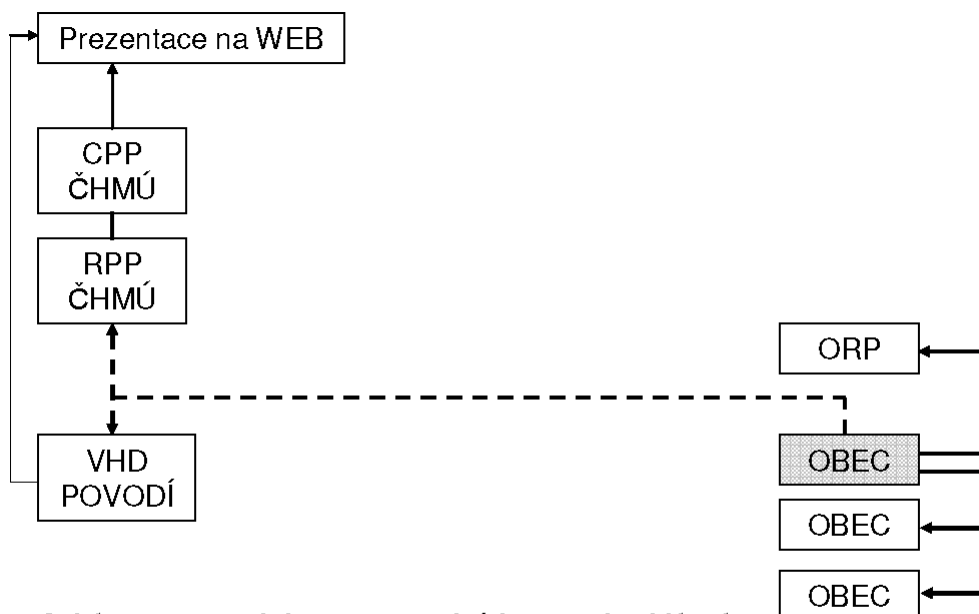 Prezentace na WEB
CPP
ČHMÚ
RPP
ČHMÚ
ORP
VHD
POVODÍ
OBEC
OBEC
OBEC